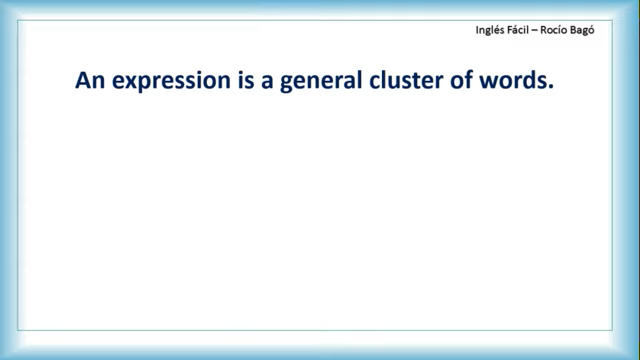 Inglés Fácil – Rocío Bagó
An expression is a general cluster of words.